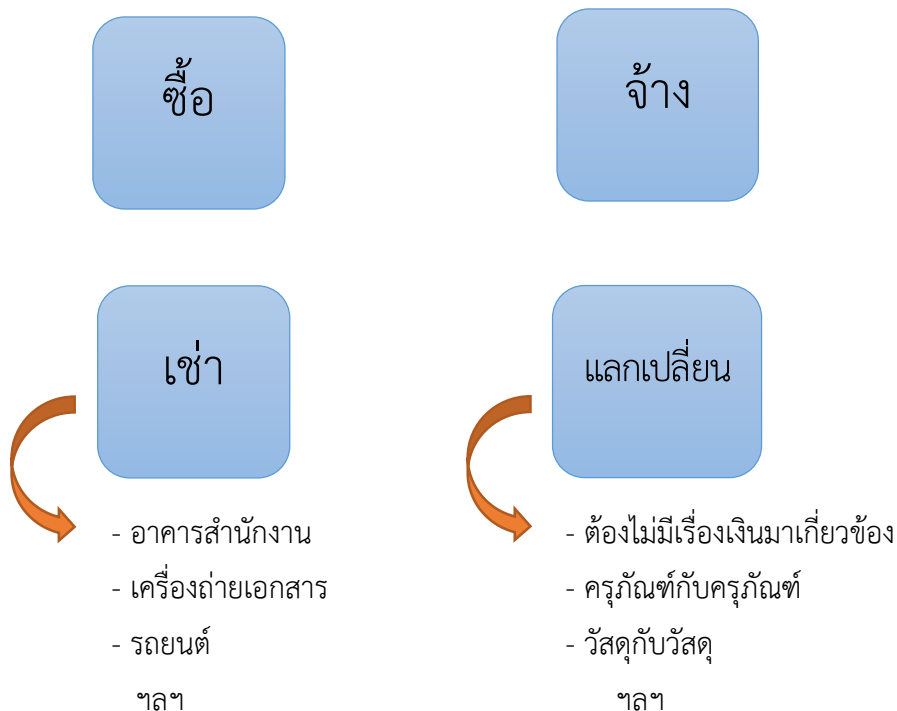 ซื้อ
จ้าง
เช่า
แลกเปลี่ยน
- อาคารสำนักงาน
- เครื่องถ่ายเอกสาร
- รถยนต์
ฯลฯ
- ต้องไม่มีเรื่องเงินมาเกี่ยวข้อง
- ครุภัณฑ์กับครุภัณฑ์
- วัสดุกับวัสดุ
ฯลฯ